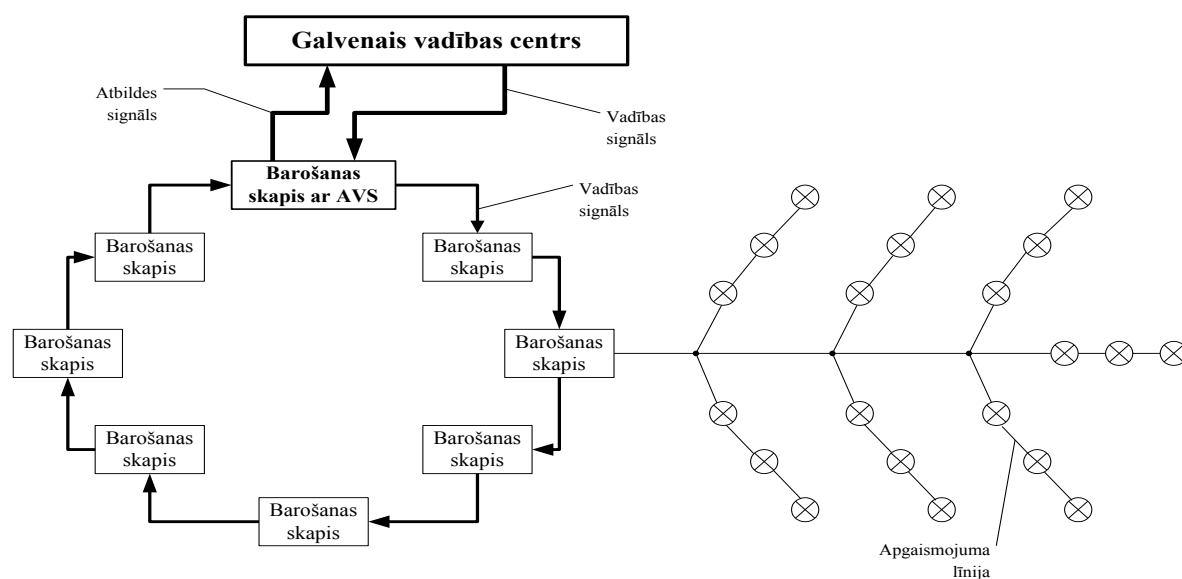 Galvenais vadības centrs
Atbildes
signāls
Vadības
signāls
Barošanas
skapis ar AVS
Vadības
signāls
Barošanas
skapis
Barošanas
skapis
Barošanas
skapis
Barošanas
skapis
Barošanas
skapis
Barošanas
skapis
Barošanas
skapis
Apgaismojuma
līnija